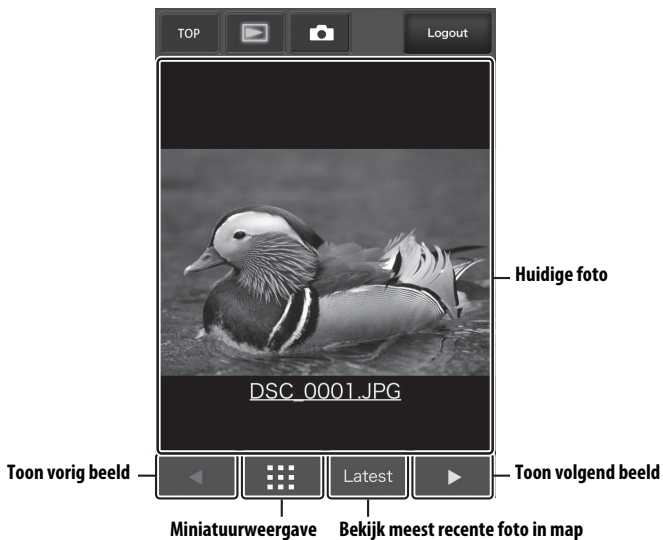 TOP
Logout
Huidige foto
DSC_0001.JPG
Toon vorig beeld
Latest
Toon volgend beeld
Miniatuurweergave
Bekijk meest recente foto in map